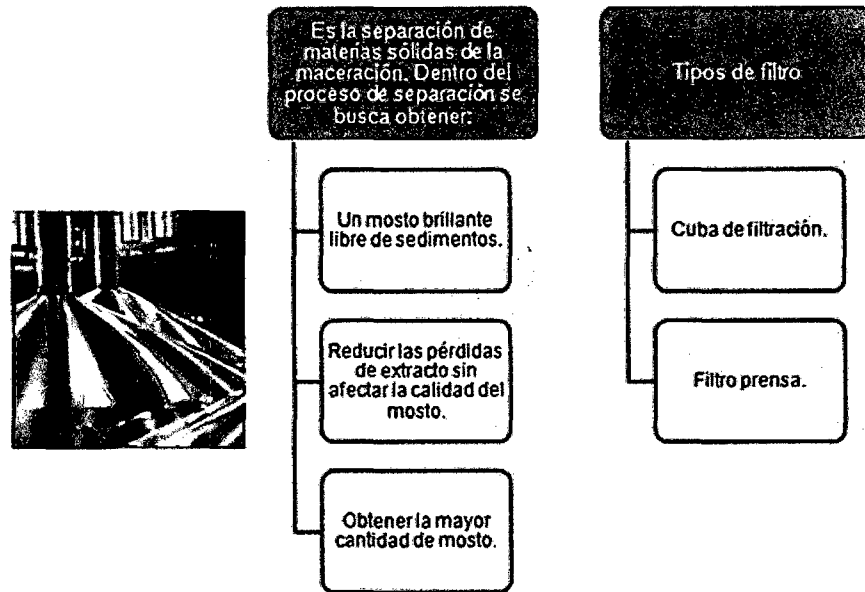 Es la separación de
materias sólidas de la
maceración. Dentro del
proceso de separación se
busca obtener:
Un mosto brillante
libre de sedimentos.
Reducir las pérdidas
de extracto sin
afectar la calidad del
mosto.
Obtener la mayor
cantidad de mosto.
Tipos de filtro
Cuba de filtración.
Filtro prensa.